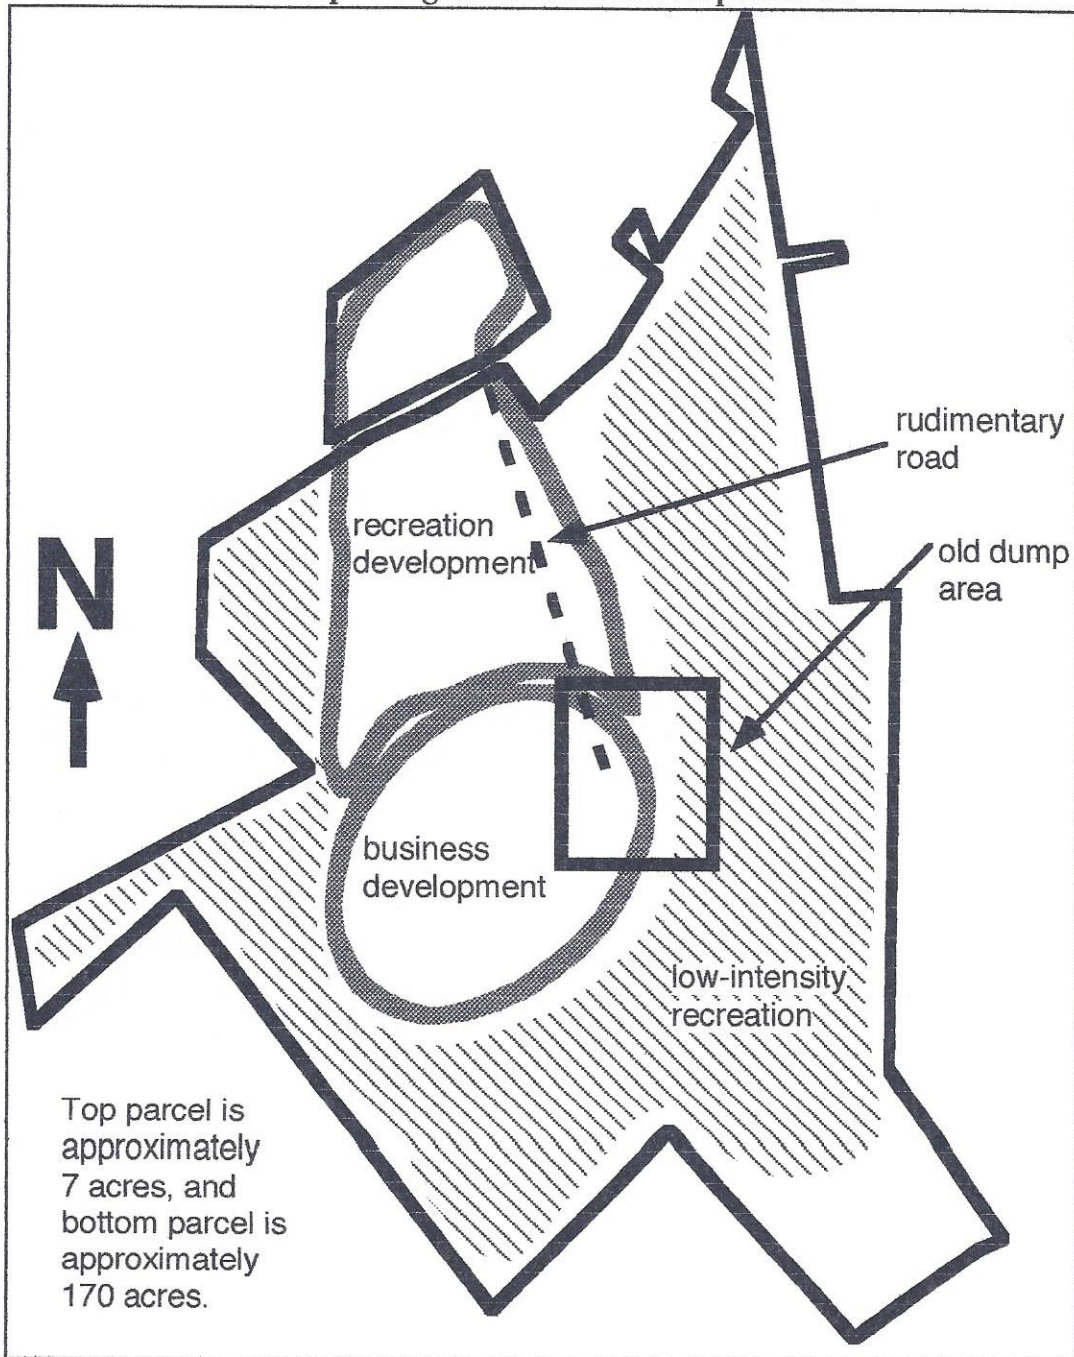 rudimentary
road
recreation
development
old dump
area
N
business
development
low-intensity
recreation
Top parcel is
approximately
7 acres, and
bottom parcel is
approximately
170 acres.